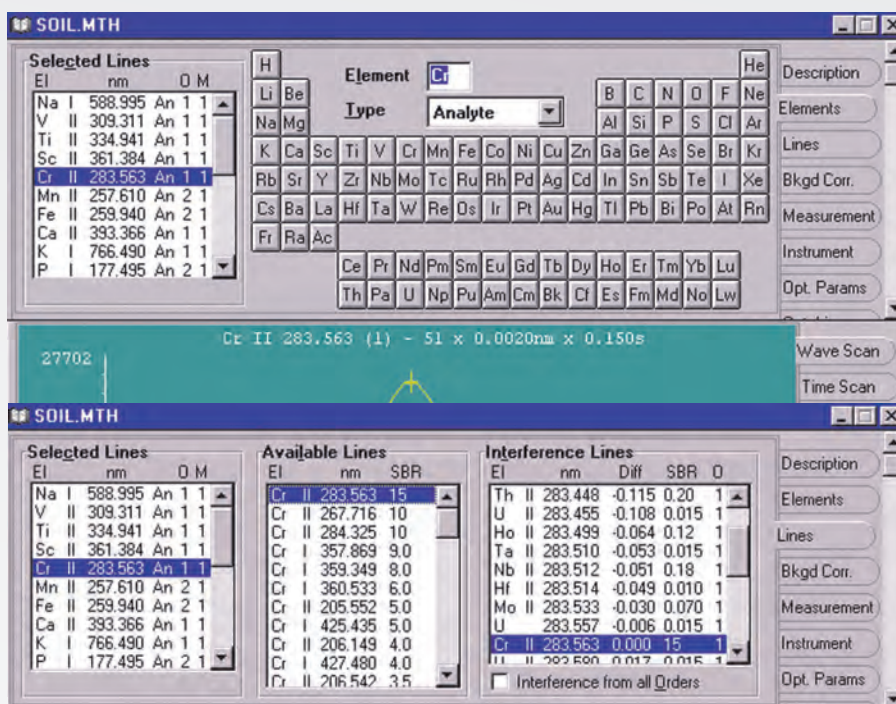 SOIL.MTH
Selected Lines
El nm O M
Na I 588.995 An 1 1
V II 309.311 An 1 1
Ti II 334.941 An 1 1
Sc II 361.384 An 1 1
Cr II 283.563 An 1 1
Mn II 257.610 An 2 1
Fe II 259.940 An 2 1
Ca II 393.366 An 1 1
K I 766.490 An 1 1
P I 177.495 An 2 1
Element Cr
Type Analyte
H He
Li Be B C N O F Ne
Na Mg Al Si P S Cl Ar
K Ca Sc Ti V Cr Mn Fe Co Ni Cu Zn Ga Ge As Se Br Kr
Rb Sr Y Zr Nb Mo Tc Ru Rh Pd Ag Cd In Sn Sb Te I Xe
Cs Ba La Hf Ta W Re Os Ir Pt Au Hg Tl Pb Bi Po At Rn
Fr Ra Ac
Ce Pr Nd Pm Sm Eu Gd Tb Dy Ho Er Tm Yb Lu
Th Pa U Np Pu Am Cm Bk Cf Es Fm Md No Lw
Description
Elements
Lines
Bkgd Corr.
Measurement
Instrument
Opt. Params
Cr II 283.563 (1) - 51 x 0.0020nm x 0.150s
27702
Wave Scan
Time Scan
SOIL.MTH
Selected Lines
El nm O M
Na I 588.995 An 1 1
V II 309.311 An 1 1
Ti II 334.941 An 1 1
Sc II 361.384 An 1 1
Cr II 283.563 An 1 1
Mn II 257.610 An 2 1
Fe II 259.940 An 2 1
Ca II 393.366 An 1 1
K I 766.490 An 1 1
P I 177.495 An 2 1
Available Lines
El nm SBR
Cr II 283.563 15
Cr II 267.716 10
Cr II 284.325 10
Cr I 357.869 9.0
Cr I 359.349 8.0
Cr I 360.533 6.0
Cr II 205.552 5.0
Cr I 425.435 5.0
Cr II 206.149 4.0
Cr I 427.480 4.0
Cr II 206.542 3.5
Interference Lines
El nm Diff SBR O
Th II 283.448 -0.115 0.20 1
U II 283.455 -0.108 0.015 1
Ho II 283.499 -0.064 0.12 1
Ta II 283.510 -0.053 0.015 1
Nb II 283.512 -0.051 0.18 1
Hf II 283.514 -0.049 0.010 1
Mo II 283.533 -0.030 0.070 1
U 283.557 -0.006 0.015 1
Cr II 283.563 0.000 15 1
Interference from all Orders
Description
Elements
Lines
Bkgd Corr.
Measurement
Instrument
Opt. Params